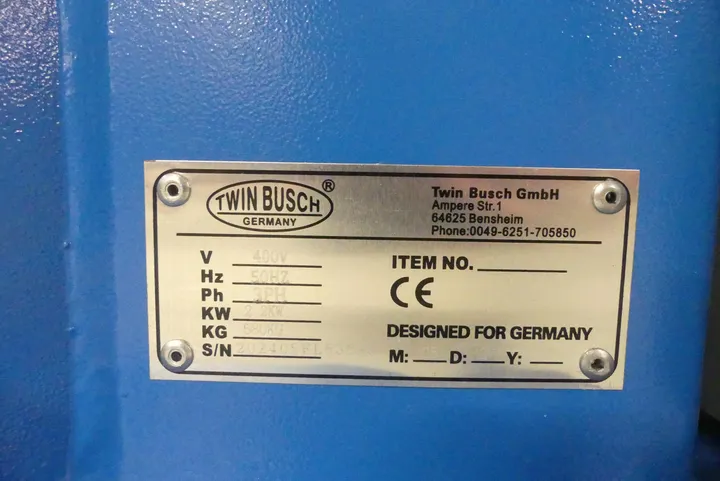 TWIN BUSCH ®
GERMANY
Twin Busch GmbH
Ampere Str.1
64625 Bensheim
Phone:0049-6251-705850
V 400V
Hz 50HZ
Ph 3PH
KW
KG
S/N
ITEM NO.
CE
DESIGNED FOR GERMANY
M: D: Y: